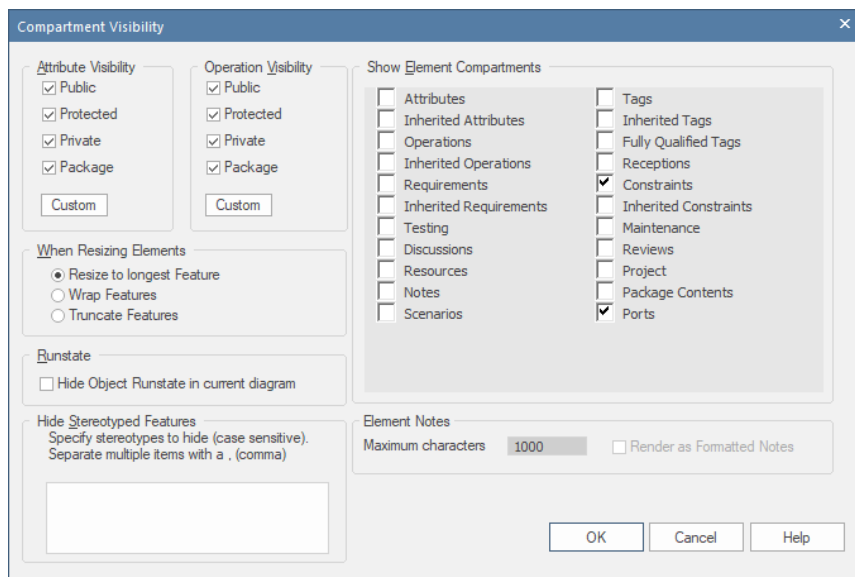 Compartment Visibility
Attribute Visibility
Public
Protected
Private
Package
Custom
Operation Visibility
Public
Protected
Private
Package
Custom
When Resizing Elements
Resize to longest Feature
Wrap Features
Truncate Features
Runstate
Hide Object Runstate in current diagram
Hide Stereotyped Features
Specify stereotypes to hide (case sensitive).
Separate multiple items with a , (comma)
Show Element Compartments
Attributes
Inherited Attributes
Operations
Inherited Operations
Requirements
Inherited Requirements
Testing
Discussions
Resources
Notes
Scenarios
Tags
Inherited Tags
Fully Qualified Tags
Receptions
Constraints
Inherited Constraints
Maintenance
Reviews
Project
Package Contents
Ports
Element Notes
Maximum characters 1000 Render as Formatted Notes
OK Cancel Help